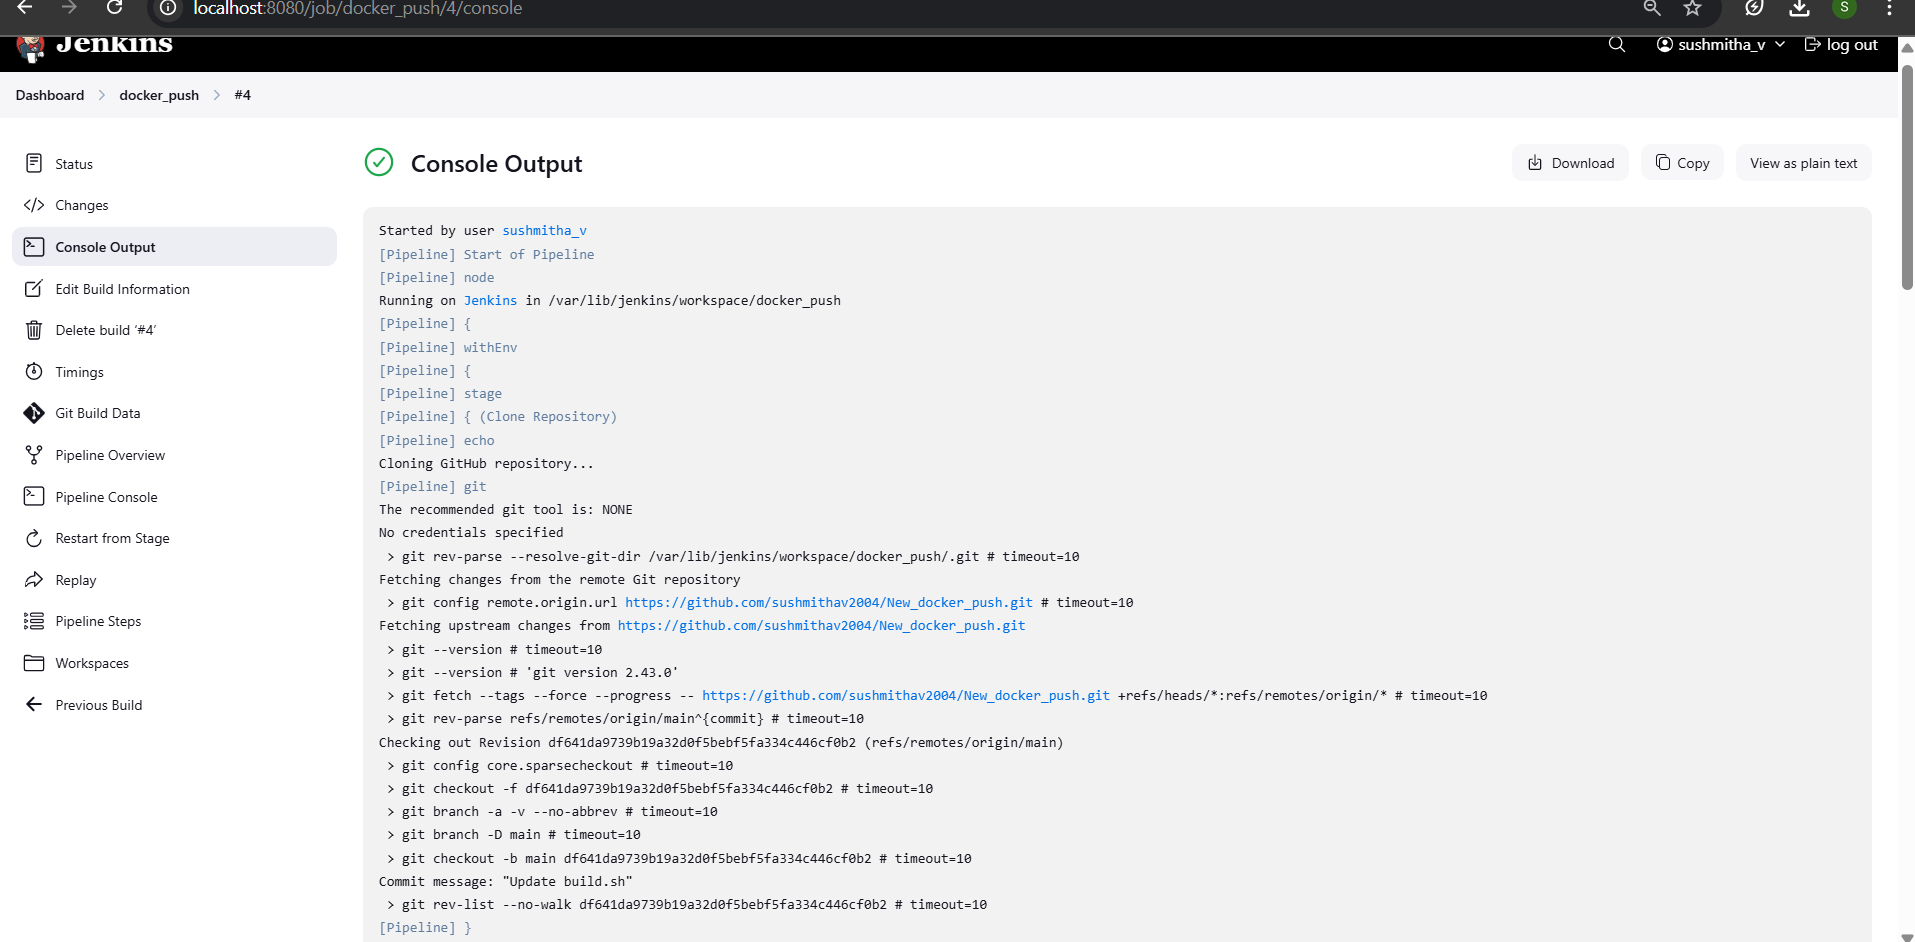 localhost:8080/job/docker_push/4/console
S
Jenkins
sushmitha_v
log out
Dashboard
docker_push
#4
Status
Changes
Console Output
Edit Build Information
Delete build ‘#4’
Timings
Git Build Data
Pipeline Overview
Pipeline Console
Restart from Stage
Replay
Pipeline Steps
Workspaces
Previous Build
Console Output
Download
Copy
View as plain text
Started by user sushmitha_v
[Pipeline] Start of Pipeline
[Pipeline] node
Running on Jenkins in /var/lib/jenkins/workspace/docker_push
[Pipeline] {
[Pipeline] withEnv
[Pipeline] {
[Pipeline] stage
[Pipeline] { (Clone Repository)
[Pipeline] echo
Cloning GitHub repository...
[Pipeline] git
The recommended git tool is: NONE
No credentials specified
> git rev-parse --resolve-git-dir /var/lib/jenkins/workspace/docker_push/.git # timeout=10
Fetching changes from the remote Git repository
> git config remote.origin.url https://github.com/sushmithav2004/New_docker_push.git # timeout=10
Fetching upstream changes from https://github.com/sushmithav2004/New_docker_push.git
> git --version # timeout=10
> git --version # 'git version 2.43.0'
> git fetch --tags --force --progress -- https://github.com/sushmithav2004/New_docker_push.git +refs/heads/*:refs/remotes/origin/* # timeout=10
> git rev-parse refs/remotes/origin/main^{commit} # timeout=10
Checking out Revision df641da9739b19a32d0f5bebf5fa334c446cf0b2 (refs/remotes/origin/main)
> git config core.sparsecheckout # timeout=10
> git checkout -f df641da9739b19a32d0f5bebf5fa334c446cf0b2 # timeout=10
> git branch -a -v --no-abbrev # timeout=10
> git branch -D main # timeout=10
> git checkout -b main df641da9739b19a32d0f5bebf5fa334c446cf0b2 # timeout=10
Commit message: "Update build.sh"
> git rev-list --no-walk df641da9739b19a32d0f5bebf5fa334c446cf0b2 # timeout=10
[Pipeline] }